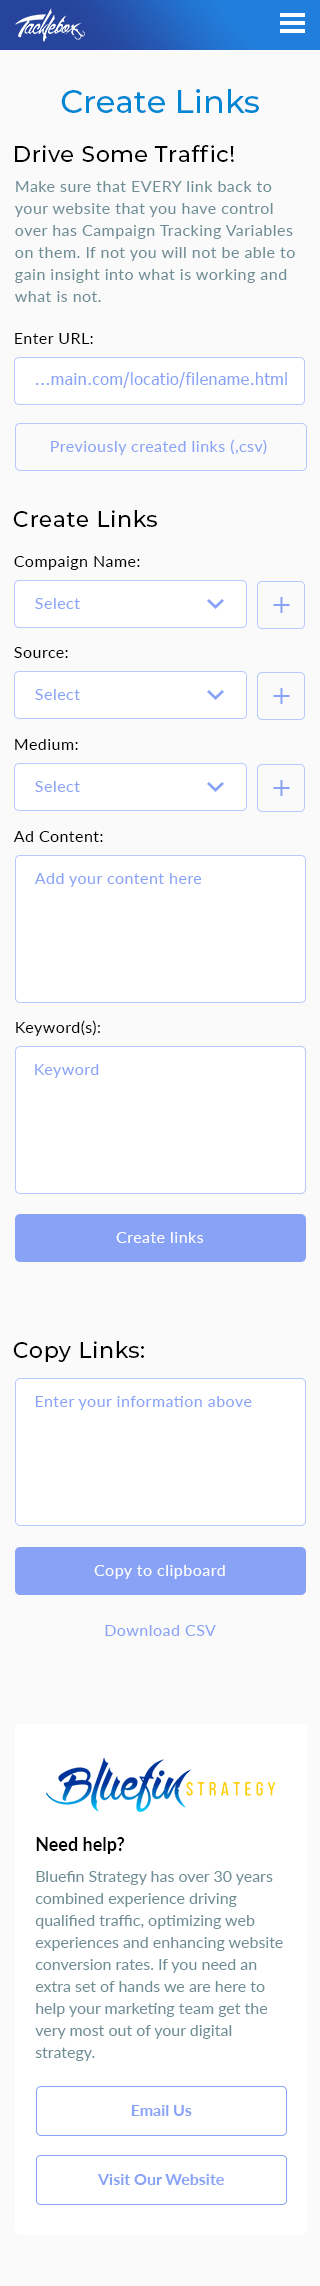 Tacklebox
Create Links
Drive Some Traffic!
Make sure that EVERY link back to
your website that you have control
over has Campaign Tracking Variables
on them. If not you will not be able to
gain insight into what is working and
what is not.
Enter URL:
...main.com/locatio/filename.html
Previously created links (,csv)
Create Links
Compaign Name:
Select
+
Source:
Select
+
Medium:
Select
+
Ad Content:
Add your content here
Keyword(s):
Keyword
Create links
Copy Links:
Enter your information above
Copy to clipboard
Download CSV
Bluefin STRATEGY
Need help?
Bluefin Strategy has over 30 years
combined experience driving
qualified traffic, optimizing web
experiences and enhancing website
conversion rates. If you need an
extra set of hands we are here to
help your marketing team get the
very most out of your digital
strategy.
Email Us
Visit Our Website